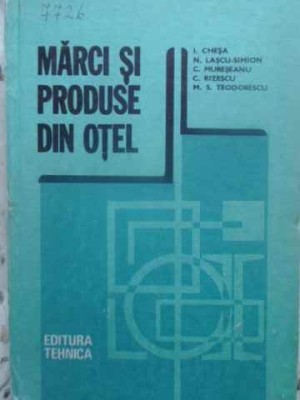 7726
MĂRCI ȘI
PRODUSE
DIN OȚEL
I. CHEȘA
N. LAȘCU-SIMION
C. MUREȘEANU
C. RIZESCU
M. S. TEODORESCU
EDITURA
TEHNICA